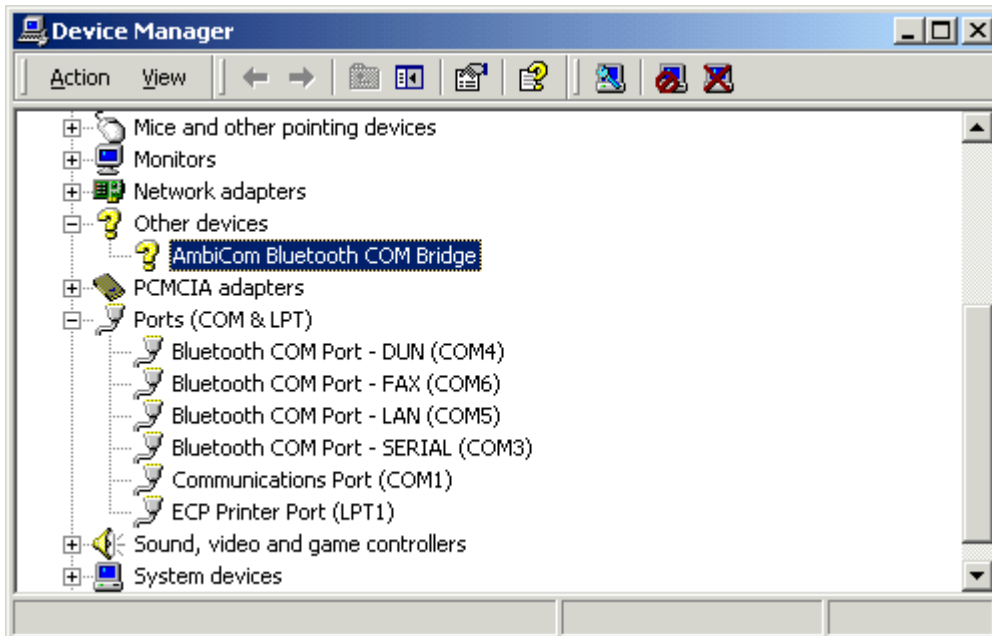 Device Manager
Action View
Mice and other pointing devices
Monitors
Network adapters
Other devices
AmbiCom Bluetooth COM Bridge
PCMCIA adapters
Ports (COM & LPT)
Bluetooth COM Port - DUN (COM4)
Bluetooth COM Port - FAX (COM6)
Bluetooth COM Port - LAN (COM5)
Bluetooth COM Port - SERIAL (COM3)
Communications Port (COM1)
ECP Printer Port (LPT1)
Sound, video and game controllers
System devices